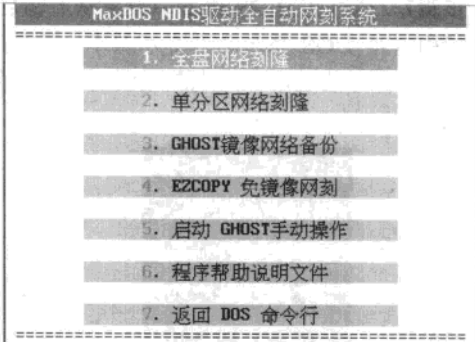 MaxDOS NDIS驱动全自动网刻系统
1. 全盘网络刻隆
2. 单分区网络刻隆
3. GHOST镜像网络备份
4. EZCOPY 免镜像网刻
5. 启动 GHOST手动操作
6. 程序帮助说明文件
7. 返回 DOS 命令行